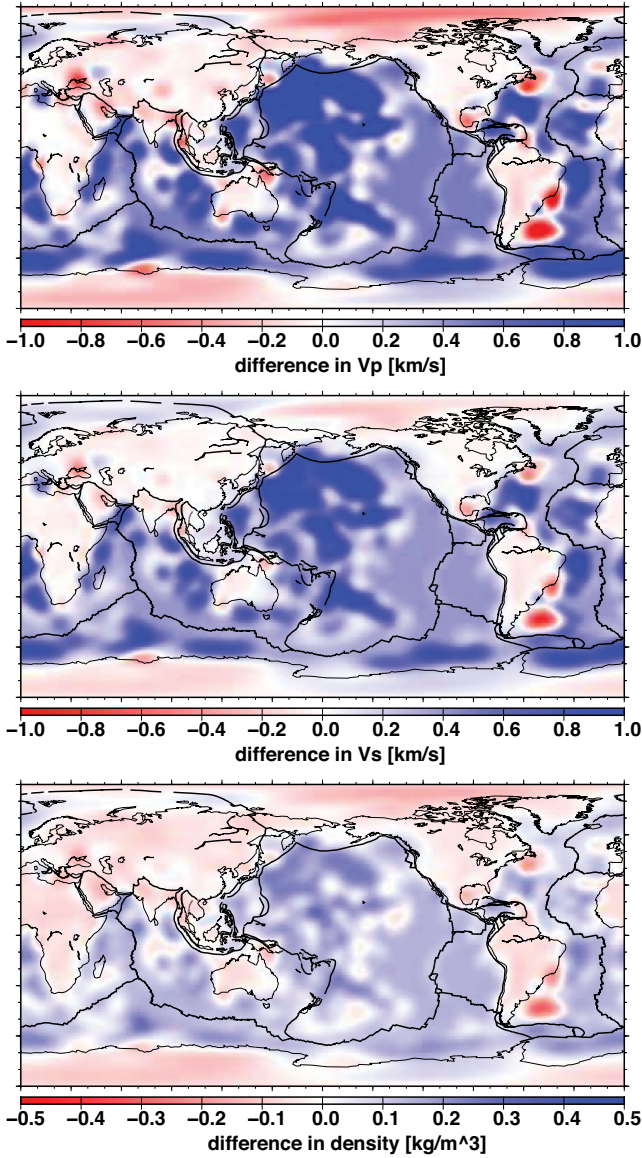 −1.0 −0.8 −0.6 −0.4 −0.2 0.0 0.2 0.4 0.6 0.8 1.0
difference in Vp [km/s]
−1.0 −0.8 −0.6 −0.4 −0.2 0.0 0.2 0.4 0.6 0.8 1.0
difference in Vs [km/s]
−0.5 −0.4 −0.3 −0.2 −0.1 0.0 0.1 0.2 0.3 0.4 0.5
difference in density [kg/m^3]